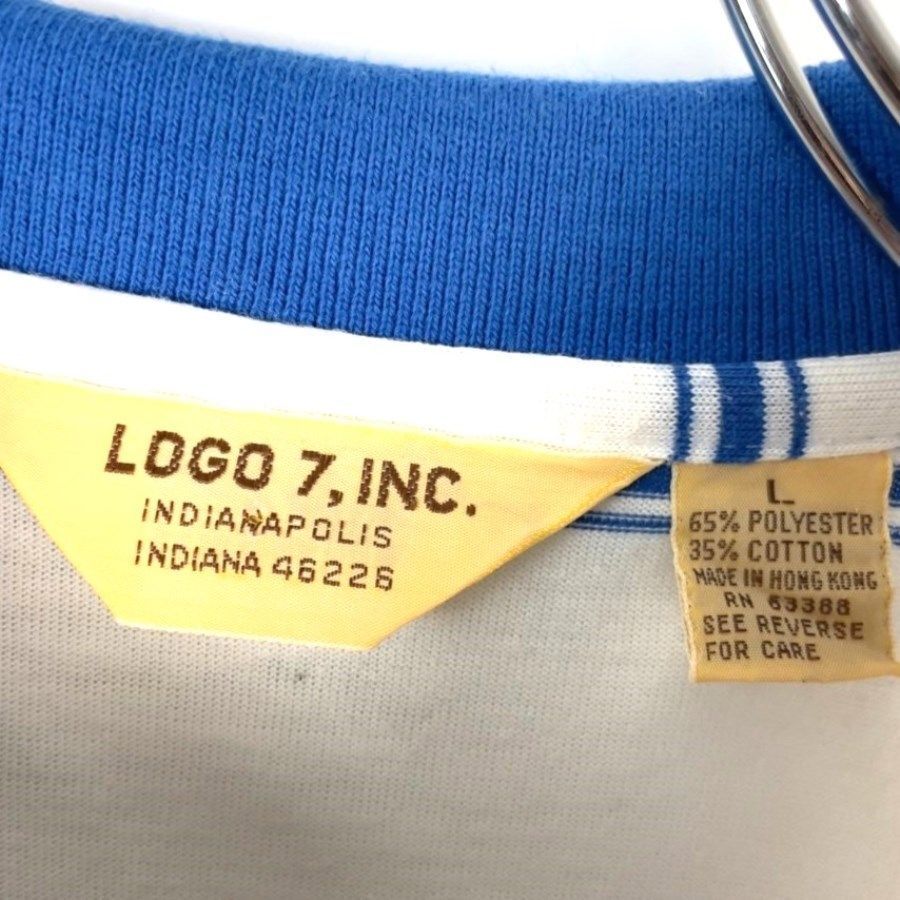 LOGO 7, INC.
INDIANAPOLIS
INDIANA 46226
L
65% POLYESTER
35% COTTON
MADE IN HONG KONG
RN 63388
SEE REVERSE
FOR CARE